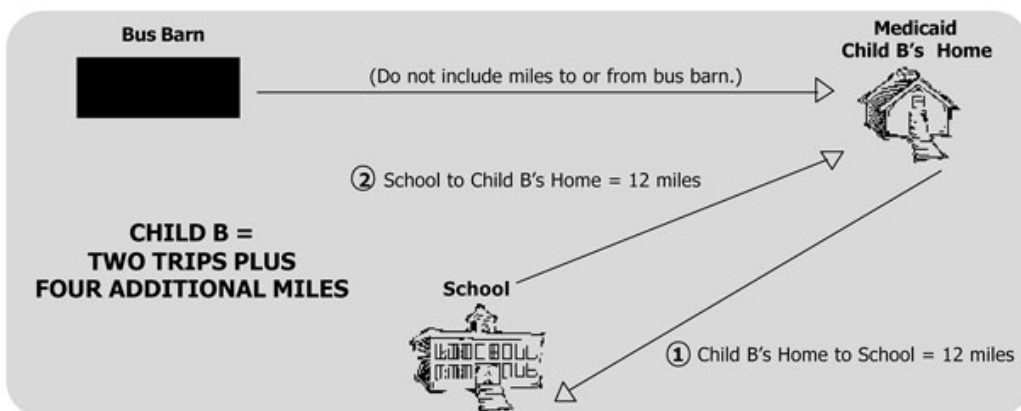 Bus Barn
Medicaid
Child B's Home
(Do not include miles to or from bus barn.)
② School to Child B's Home = 12 miles
CHILD B =
TWO TRIPS PLUS
FOUR ADDITIONAL MILES
School
① Child B's Home to School = 12 miles